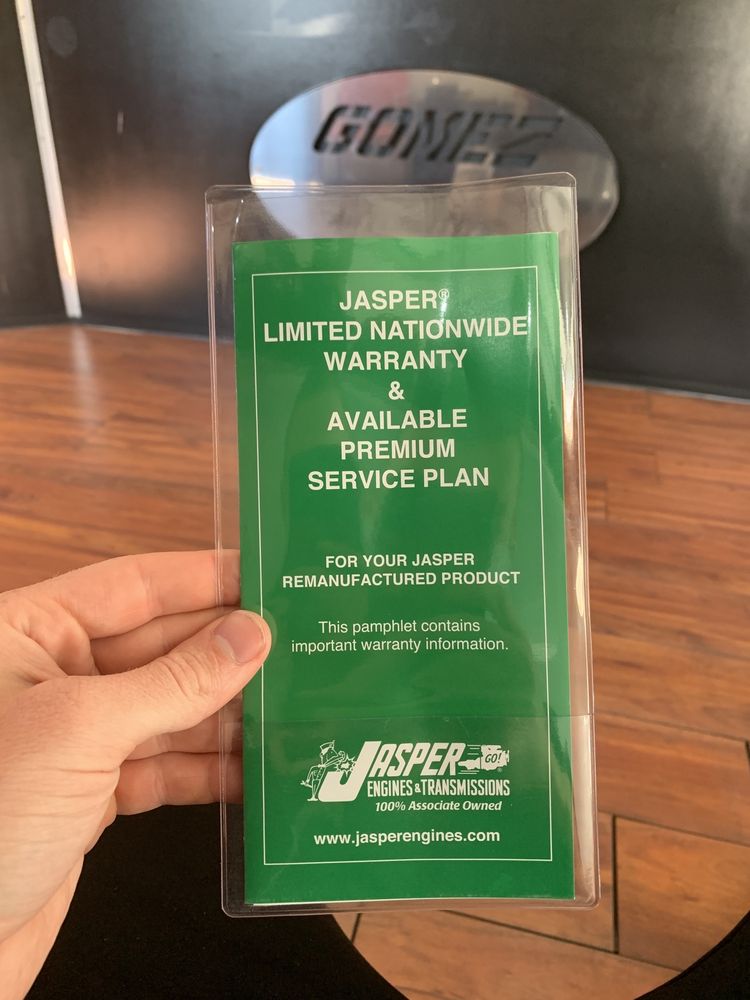 GOMEZ
JASPER®
LIMITED NATIONWIDE
WARRANTY
&
AVAILABLE
PREMIUM
SERVICE PLAN
FOR YOUR JASPER
REMANUFACTURED PRODUCT
This pamphlet contains
important warranty information.
JASPER GO!
ENGINES & TRANSMISSIONS
100% Associate Owned
www.jasperengines.com